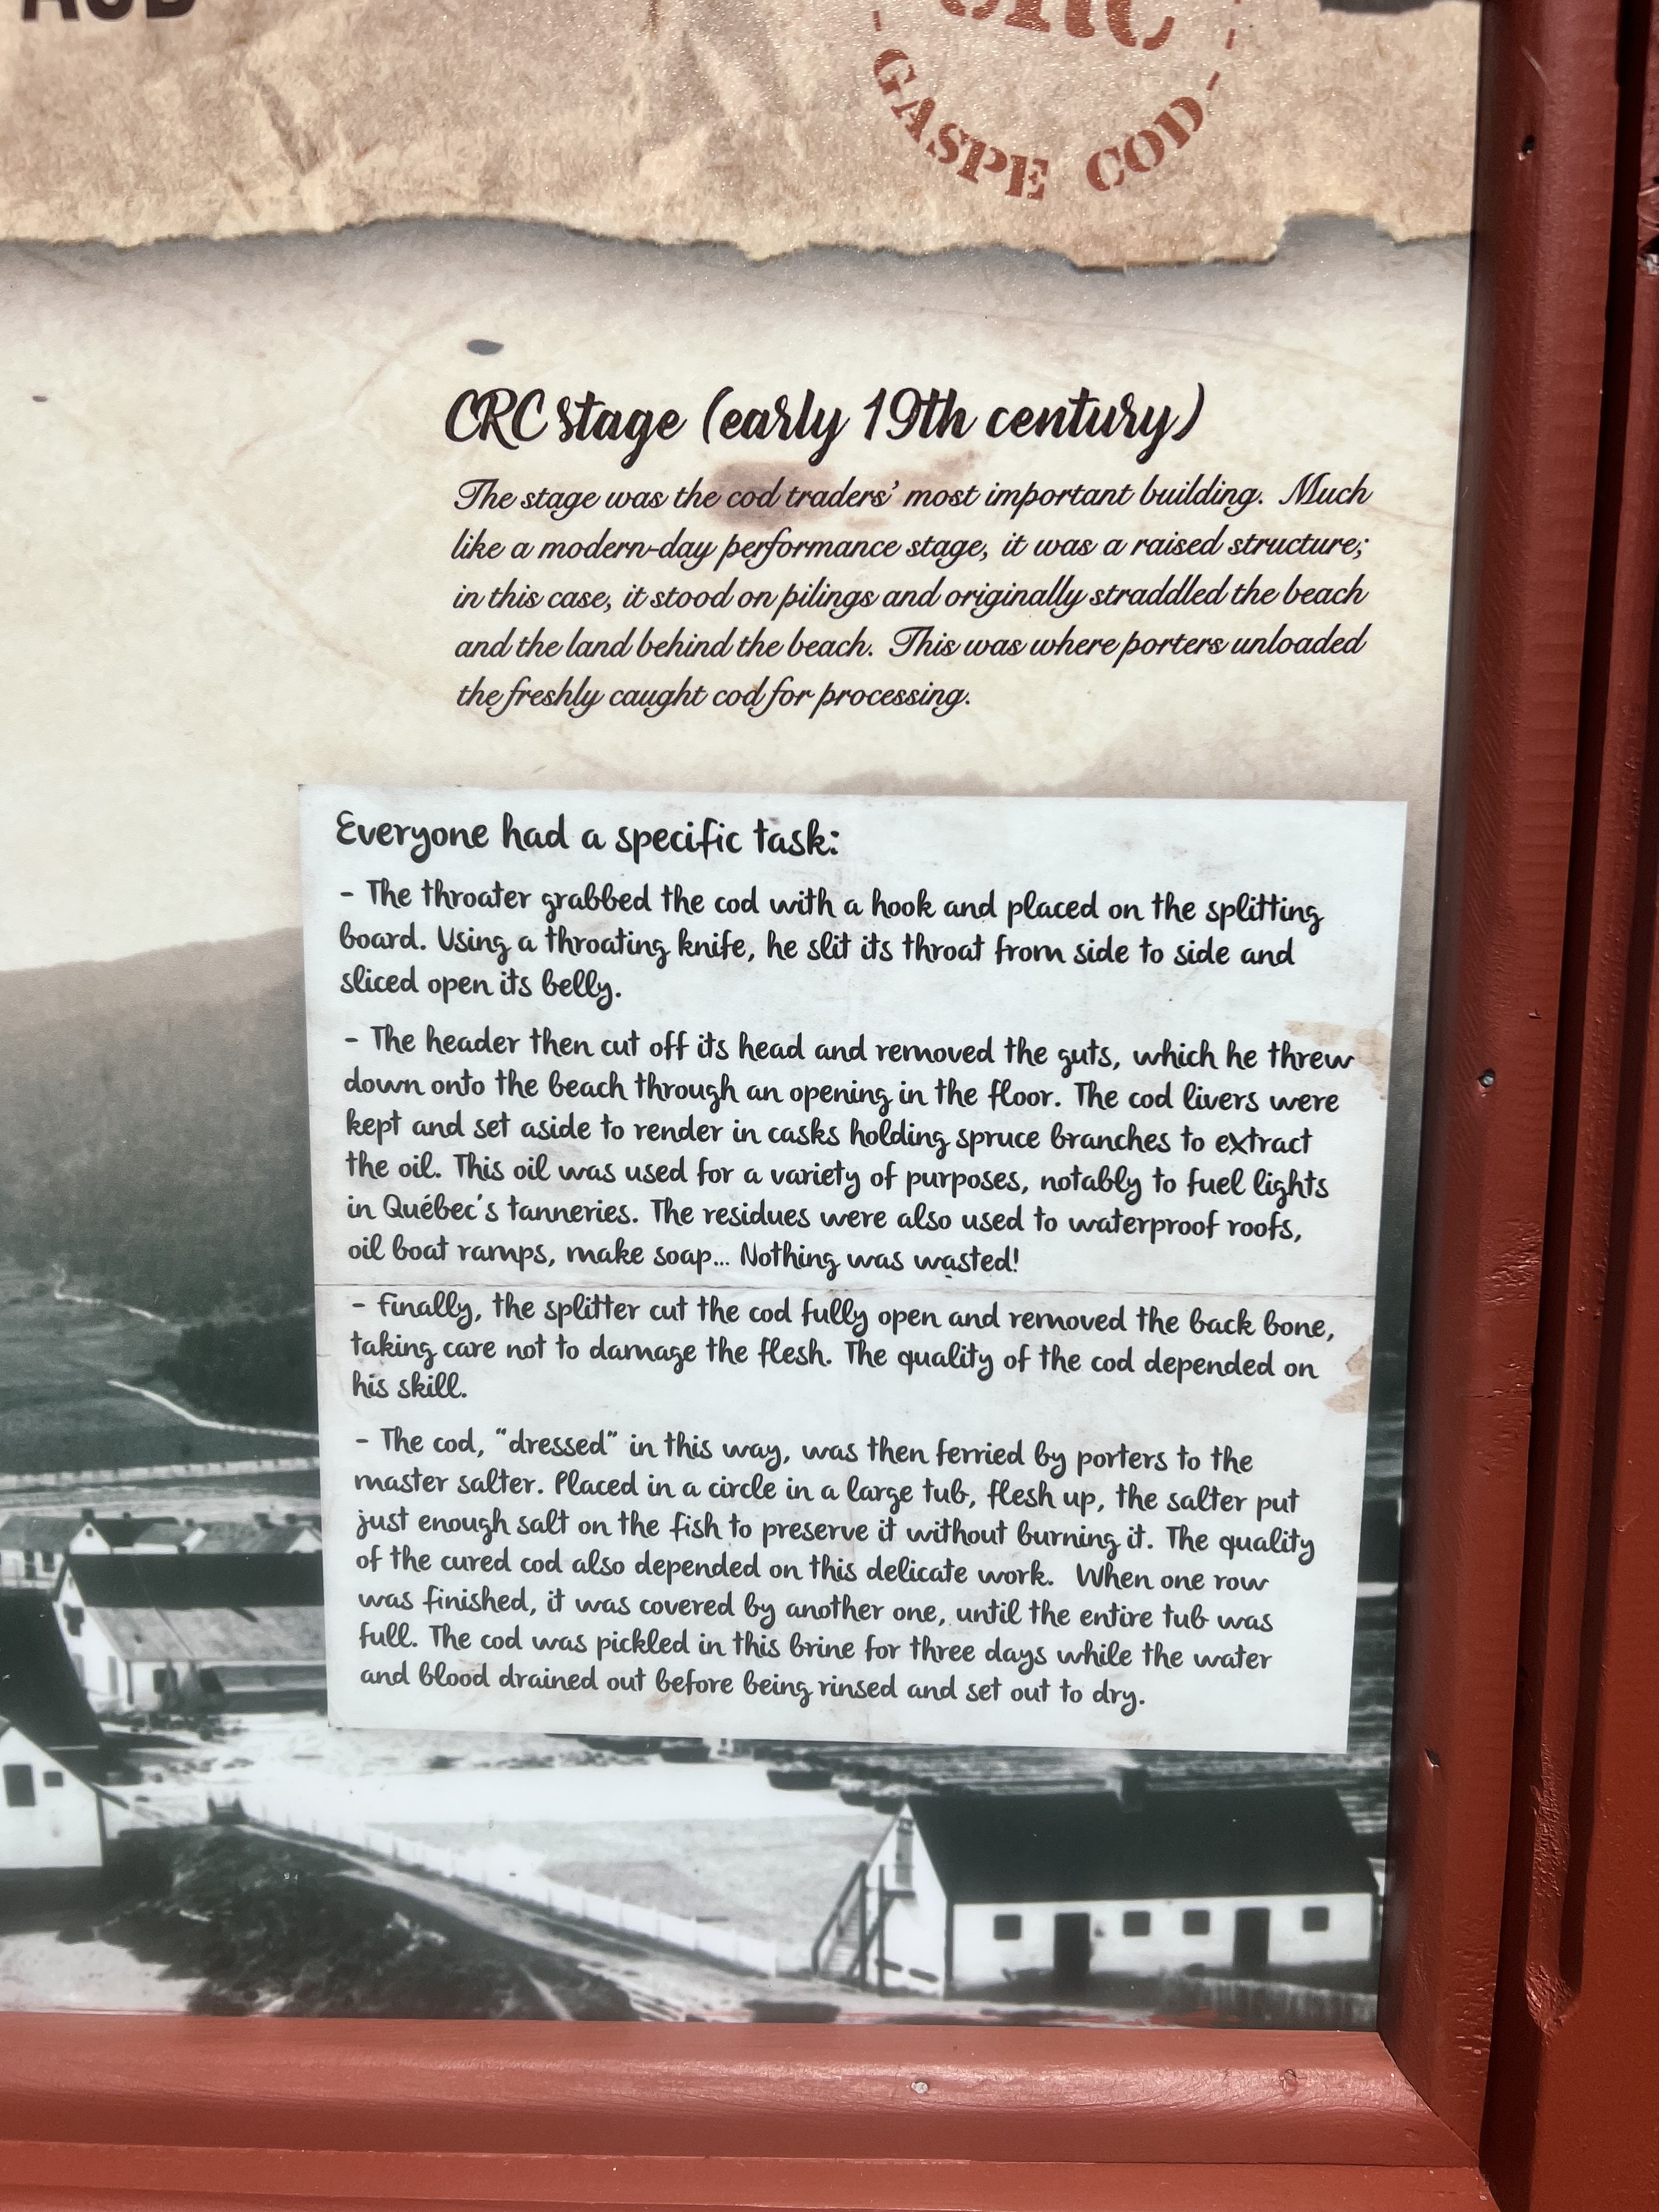 GASPE COD
CRC stage (early 19th century)
The stage was the cod traders' most important building. Much
like a modern-day performance stage, it was a raised structure;
in this case, it stood on pilings and originally straddled the beach
and the land behind the beach. This was where porters unloaded
the freshly caught cod for processing.
Everyone had a specific task:
- The throater grabbed the cod with a hook and placed on the splitting
board. Using a throating knife, he slit its throat from side to side and
sliced open its belly.
- The header then cut off its head and removed the guts, which he threw
down onto the beach through an opening in the floor. The cod livers were
kept and set aside to render in casks holding spruce branches to extract
the oil. This oil was used for a variety of purposes, notably to fuel lights
in Québec's tanneries. The residues were also used to waterproof roofs,
oil boat ramps, make soap... Nothing was wasted!
- Finally, the splitter cut the cod fully open and removed the back bone,
taking care not to damage the flesh. The quality of the cod depended on
his skill.
- The cod, "dressed" in this way, was then ferried by porters to the
master salter. Placed in a circle in a large tub, flesh up, the salter put
just enough salt on the fish to preserve it without burning it. The quality
of the cured cod also depended on this delicate work. When one row
was finished, it was covered by another one, until the entire tub was
full. The cod was pickled in this brine for three days while the water
and blood drained out before being rinsed and set out to dry.